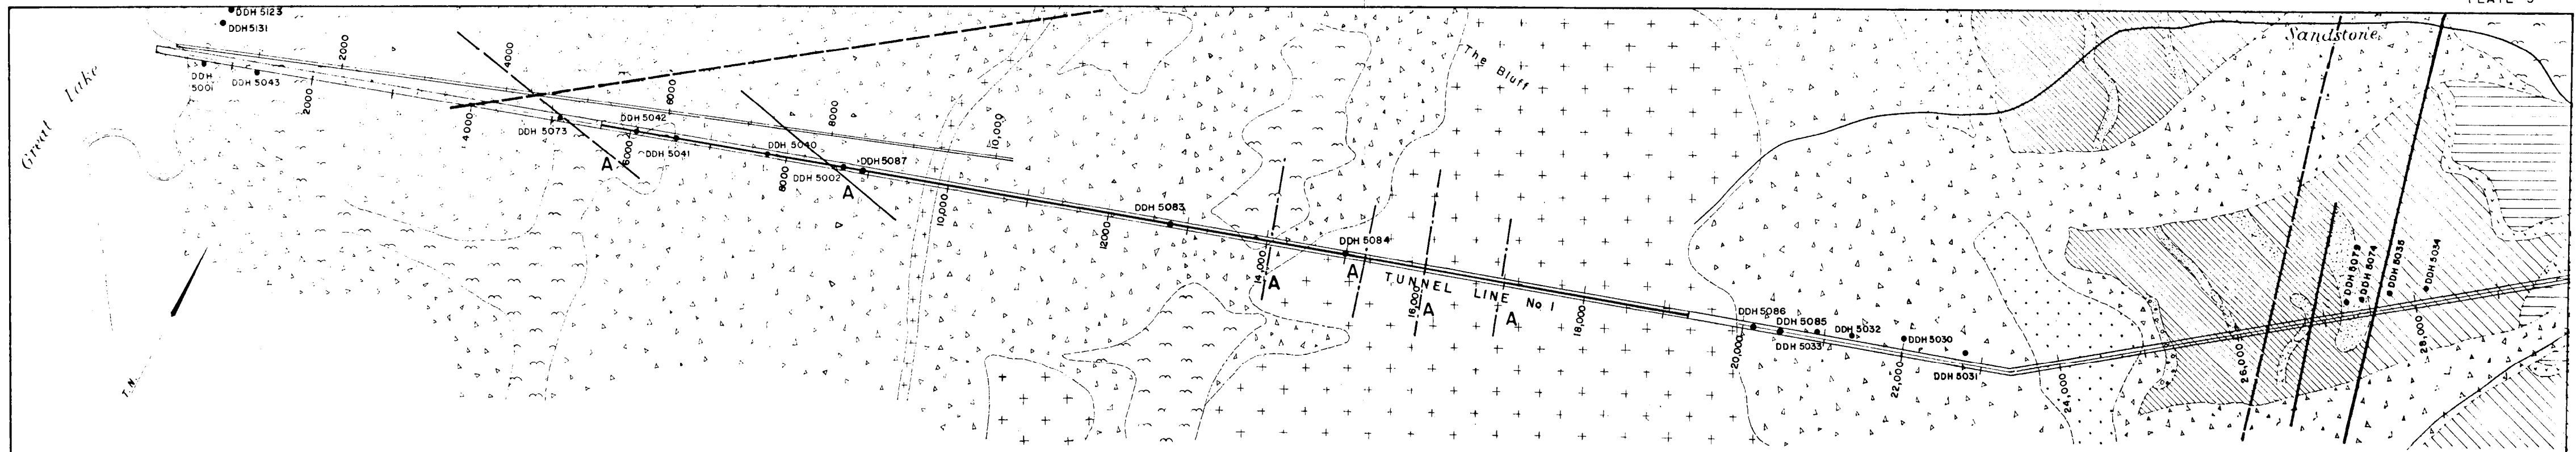 PLATE
DDH 5123
DDH 5131
Great Lake
DDH 5001
DDH 5043
2000
2000
4000
4000
DDH 5073
A
DDH 5042
6000
6000
DDH 5041
DDH 5040
8000
8000
DDH 5002
DDH 5087
A
10,000
10,000
T.N.
DDH 5083
12000
The Bluff
14,000
A
DDH 5084
A
TUNNEL LINE No 1
16,000
A
A
18,000
DDH 5086
20,000
DDH 5085
DDH 5033
DDH 5032
DDH 5030
22,000
DDH 5031
24,000
Sandstone
26,000
DDH 5079
DDH 5074
DDH 5035
DDH 5034
28,000